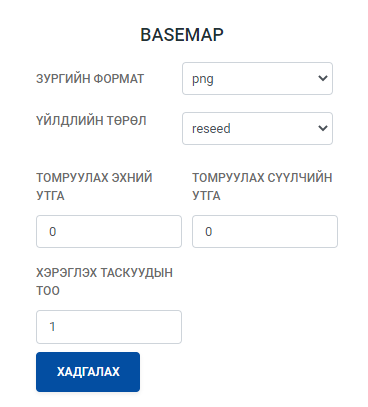 BASEMAP
ЗУРГИЙН ФОРМАТ
png
ҮЙЛДЛИЙН ТӨРӨЛ
reseed
ТОМРУУЛАХ ЭХНИЙ
УТГА
ТОМРУУЛАХ СҮҮЛЧИЙН
УТГА
0
0
ХЭРЭГЛЭХ ТАСКУУДЫН
ТОО
1
ХАДГАЛАХ